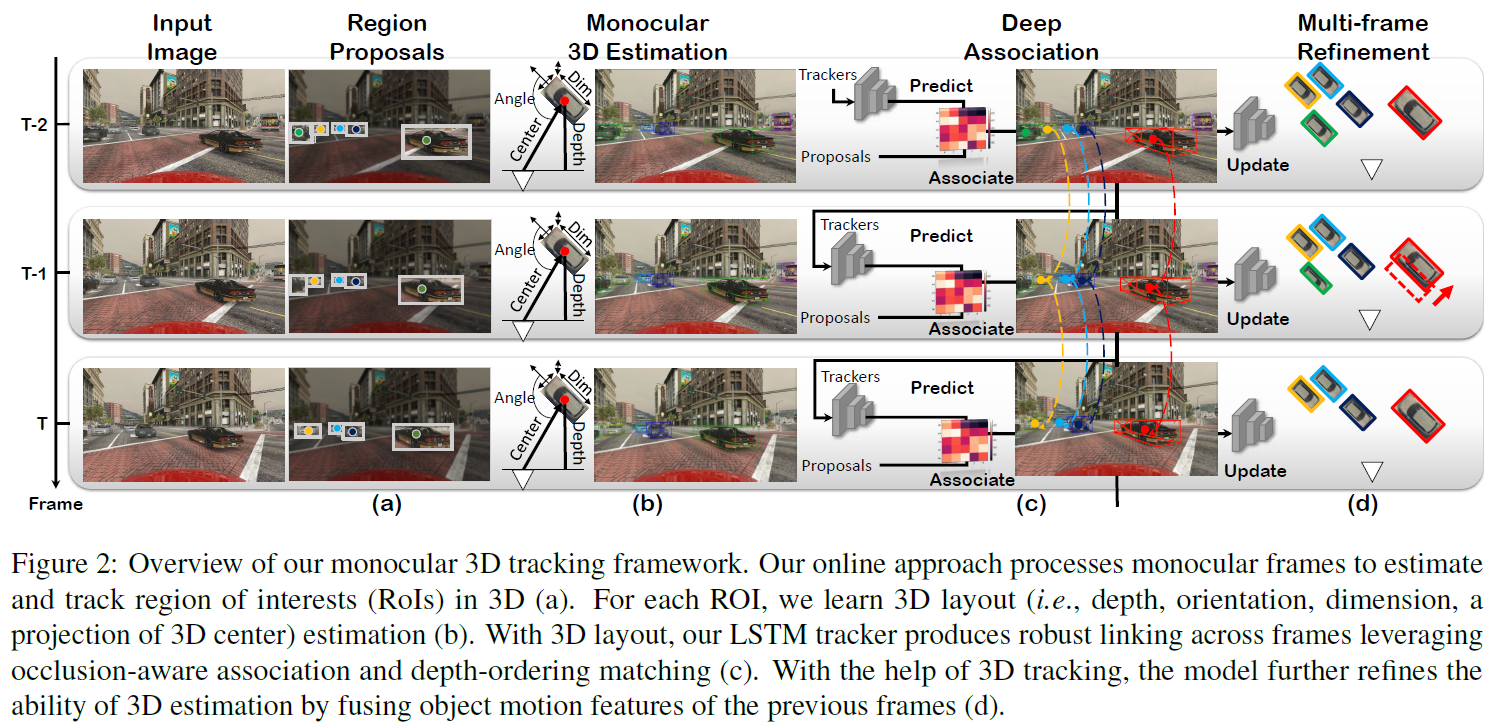 Input
Image
Region
Proposals
Monocular
3D Estimation
Deep
Association
Multi-frame
Refinement
T-2
Angle
Dim
Center
Depth
Trackers
Predict
Proposals
Associate
Update
T-1
Angle
Dim
Center
Depth
Trackers
Predict
Proposals
Associate
Update
T
Angle
Dim
Center
Depth
Trackers
Predict
Proposals
Associate
Update
Frame
(a)
(b)
(c)
(d)
Figure 2: Overview of our monocular 3D tracking framework. Our online approach processes monocular frames to estimate
and track region of interests (RoIs) in 3D (a). For each ROI, we learn 3D layout (i.e., depth, orientation, dimension, a
projection of 3D center) estimation (b). With 3D layout, our LSTM tracker produces robust linking across frames leveraging
occlusion-aware association and depth-ordering matching (c). With the help of 3D tracking, the model further refines the
ability of 3D estimation by fusing object motion features of the previous frames (d).